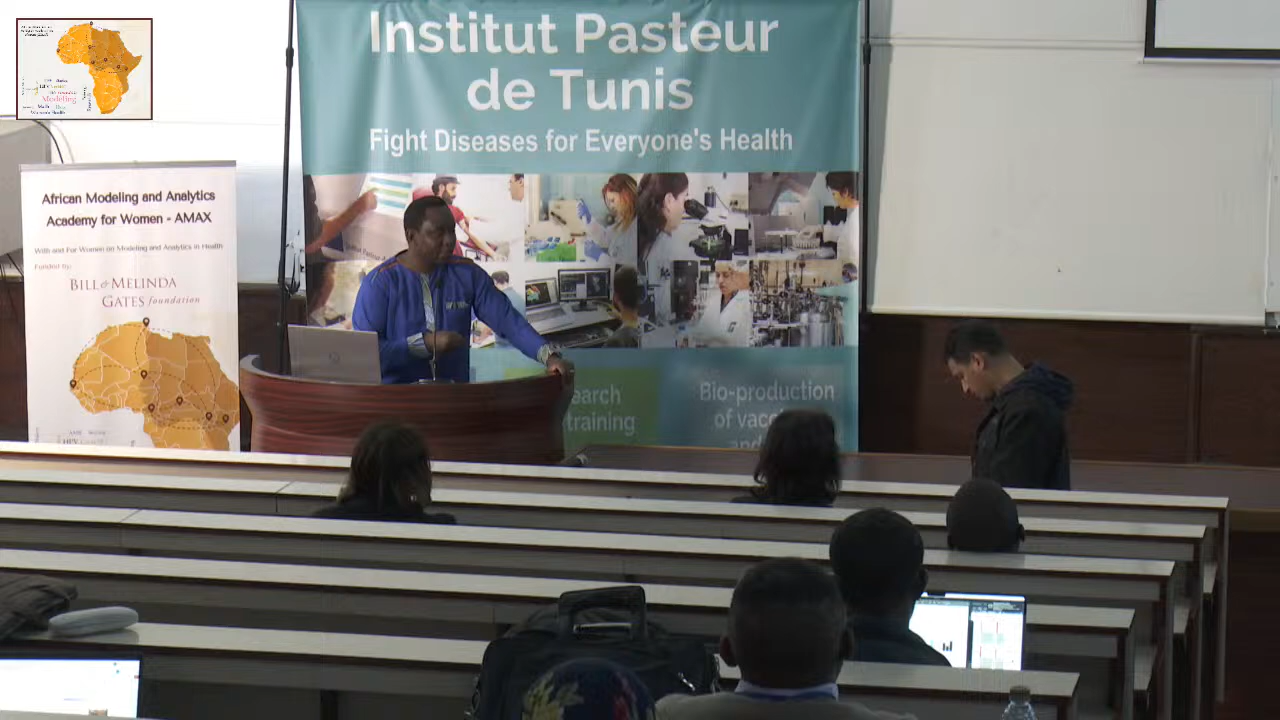 Institut Pasteur
de Tunis
Fight Diseases for Everyone's Health
African Modeling and Analytics
Academy for Women - AMAX
With and For Women on Modeling and Analytics in Health
Funded by:
BILL & MELINDA
GATES foundation
earch
training
Bio-production
of vacc
Modeling
Women's Health